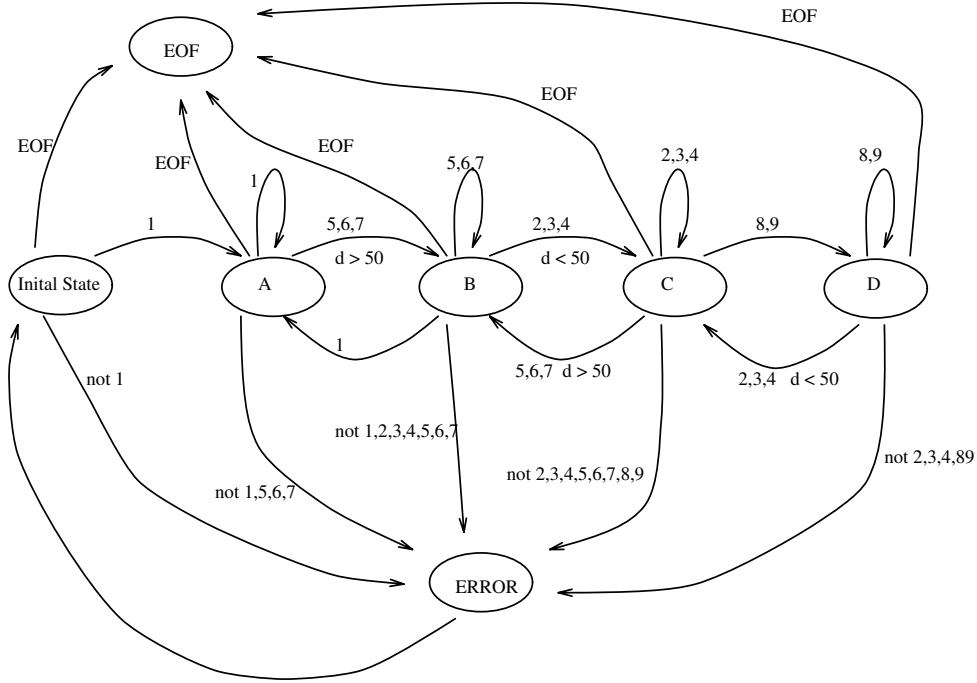 EOF
EOF
EOF
EOF
EOF
EOF
1
5,6,7
2,3,4
8,9
1
5,6,7
d > 50
2,3,4
d < 50
8,9
Inital State
A
B
C
D
1
5,6,7 d > 50
2,3,4 d < 50
not 1
not 1,2,3,4,5,6,7
not 2,3,4,89
not 2,3,4,5,6,7,8,9
not 1,5,6,7
ERROR